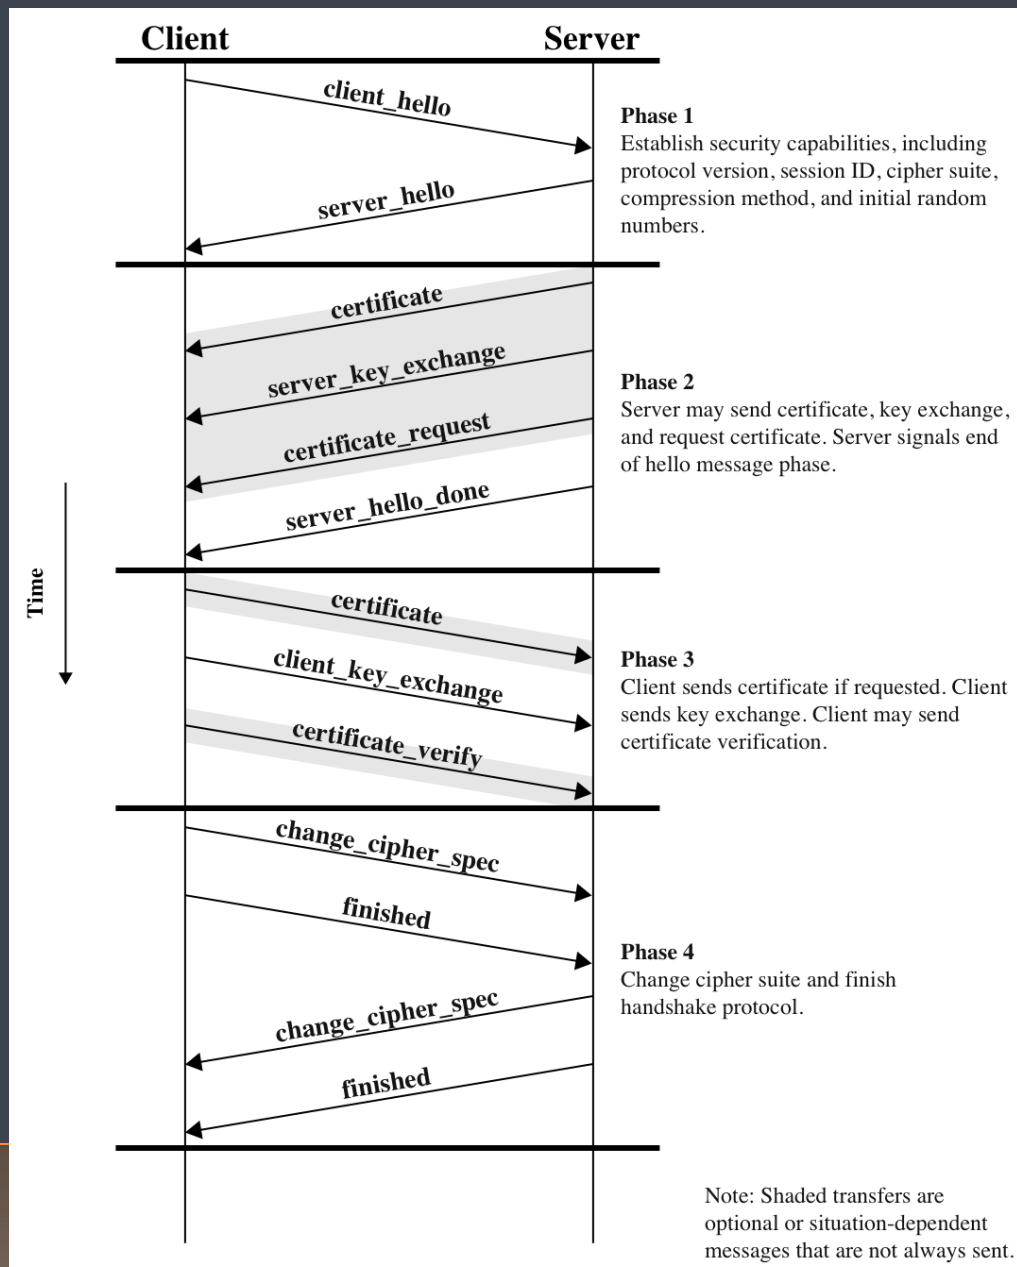 Client
Server
client_hello
server_hello
Phase 1
Establish security capabilities, including
protocol version, session ID, cipher suite,
compression method, and initial random
numbers.
certificate
server_key_exchange
certificate_request
server_hello_done
Phase 2
Server may send certificate, key exchange,
and request certificate. Server signals end
of hello message phase.
Time
certificate
client_key_exchange
certificate_verify
Phase 3
Client sends certificate if requested. Client
sends key exchange. Client may send
certificate verification.
change_cipher_spec
finished
change_cipher_spec
finished
Phase 4
Change cipher suite and finish
handshake protocol.
Note: Shaded transfers are
optional or situation-dependent
messages that are not always sent.